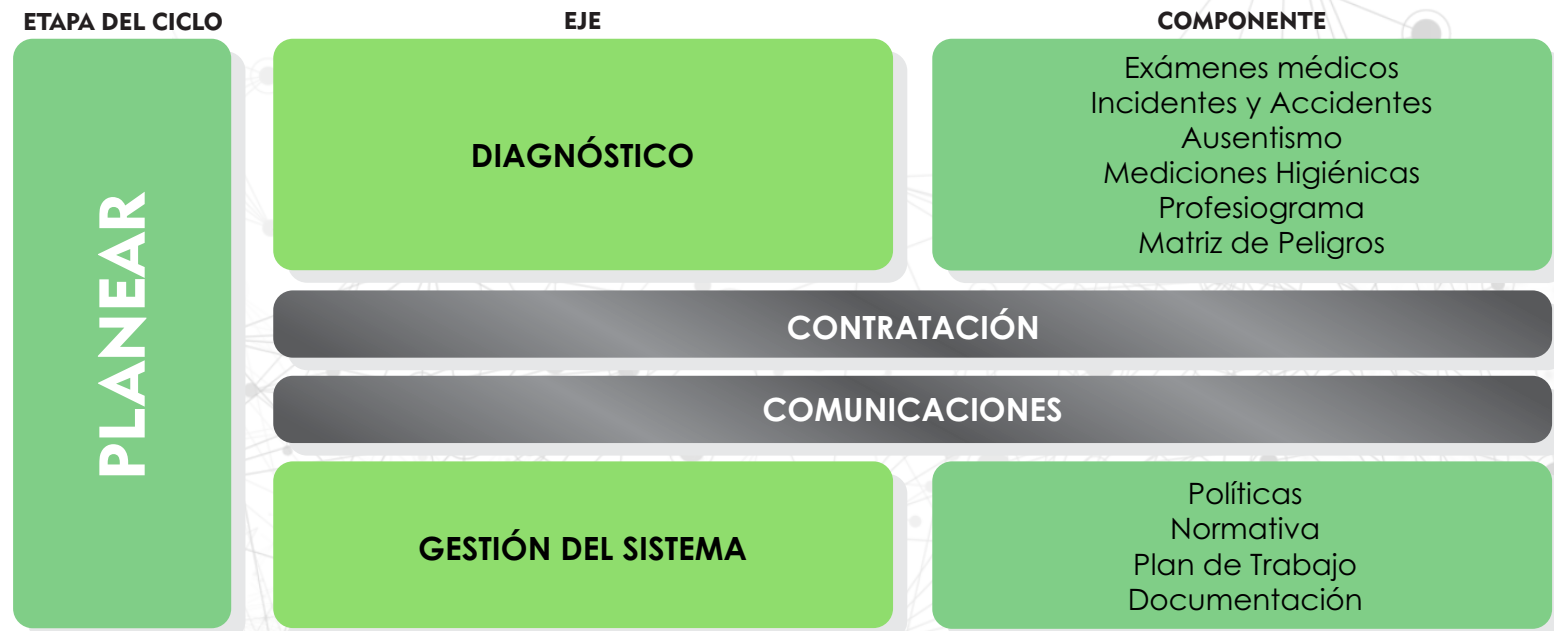 ETAPA DEL CICLO
EJE
COMPONENTE
PLANEAR
DIAGNÓSTICO
Exámenes médicos
Incidentes y Accidentes
Ausentismo
Mediciones Higiénicas
Profesiograma
Matriz de Peligros
CONTRATACIÓN
COMUNICACIONES
GESTIÓN DEL SISTEMA
Políticas
Normativa
Plan de Trabajo
Documentación